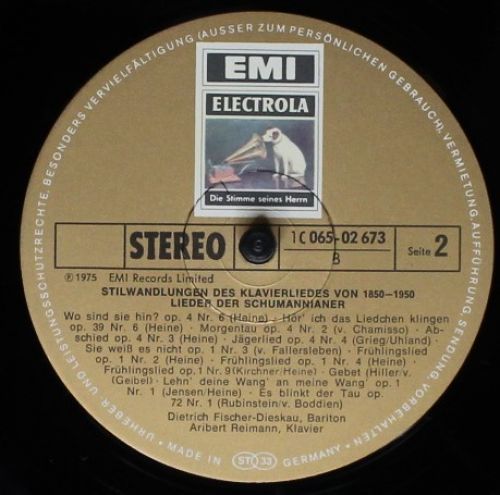 URHEBER- UND LEISTUNGSSCHUTZRECHTE, BESONDERS VERVIELFÄLTIGUNG (AUSSER ZUM PERSÖNLICHEN GEBRAUCH), VERMIETUNG, AUFFÜHRUNG, SENDUNG, VORBEHALTEN
EMI
ELECTROLA
Die Stimme seines Herrn
STEREO
1C 065-02 673
B
Seite 2
℗ 1975 EMI Records Limited
STILWANDLUNGEN DES KLAVIERLIEDES VON 1850-1950
LIEDER DER SCHUMANNIANER
Wo sind sie hin? op. 4 Nr. 6 (Heine) · Hör' ich das Liedchen klingen
op. 39 Nr. 6 (Heine) · Morgentau op. 4 Nr. 2 (v. Chamisso) · Ab-
schied op. 4 Nr. 3 (Heine) · Jägerlied op. 4 Nr. 4 (Grieg/Uhland) ·
Sie weiß es nicht op. 1 Nr. 3 (v. Fallersleben) · Frühlingslied
op. 1 Nr. 2 (Heine) · Frühlingslied op. 1 Nr. 4 (Heine) ·
Frühlingslied op. 1 Nr. 9 (Kirchner/Heine) · Gebet (Hiller/v.
Geibel) · Lehn' deine Wang' an meine Wang' op. 1
Nr. 1 (Jensen/Heine) · Es blinkt der Tau op.
72 Nr. 1 (Rubinstein/v. Boddien)
Dietrich Fischer-Dieskau, Bariton
Aribert Reimann, Klavier
· MADE IN GERMANY ·
ST 33